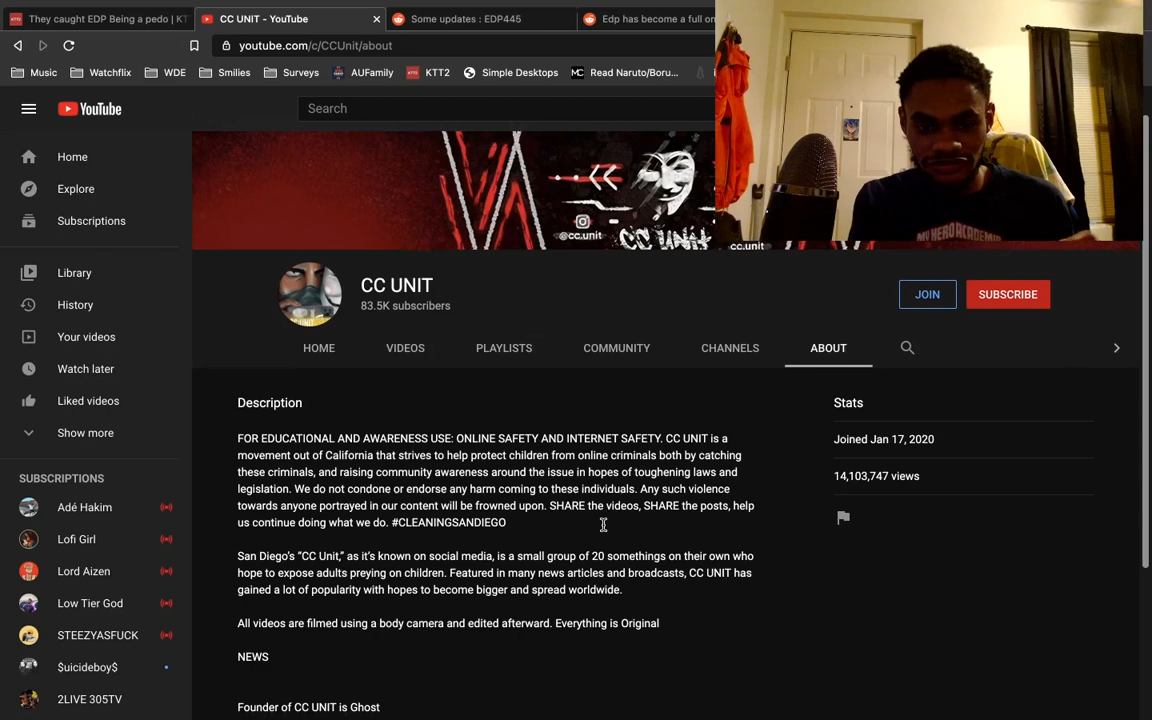 They caught EDP Being a pedo | KT
CC UNIT - YouTube
Some updates : EDP445
Edp has become a full on
youtube.com/c/CCUnit/about
Music
Watchflix
WDE
Smilies
Surveys
AUFamily
KTT2
Simple Desktops
Read Naruto/Boru...
YouTube
Search
Home
Explore
Subscriptions
Library
History
Your videos
Watch later
Liked videos
Show more
SUBSCRIPTIONS
Adé Hakim
Lofi Girl
Lord Aizen
Low Tier God
STEEZYASFUCK
$uicideboy$
2LIVE 305TV
@cc.unit
CC UNIT
cc.unit
MY HERO ACADEMIA
CC UNIT
83.5K subscribers
JOIN
SUBSCRIBE
HOME
VIDEOS
PLAYLISTS
COMMUNITY
CHANNELS
ABOUT
Description
FOR EDUCATIONAL AND AWARENESS USE: ONLINE SAFETY AND INTERNET SAFETY. CC UNIT is a
movement out of California that strives to help protect children from online criminals both by catching
these criminals, and raising community awareness around the issue in hopes of toughening laws and
legislation. We do not condone or endorse any harm coming to these individuals. Any such violence
towards anyone portrayed in our content will be frowned upon. SHARE the videos, SHARE the posts, help
us continue doing what we do. #CLEANINGSANDIEGO
San Diego's "CC Unit," as it's known on social media, is a small group of 20 somethings on their own who
hope to expose adults preying on children. Featured in many news articles and broadcasts, CC UNIT has
gained a lot of popularity with hopes to become bigger and spread worldwide.
All videos are filmed using a body camera and edited afterward. Everything is Original
NEWS
Founder of CC UNIT is Ghost
Stats
Joined Jan 17, 2020
14,103,747 views